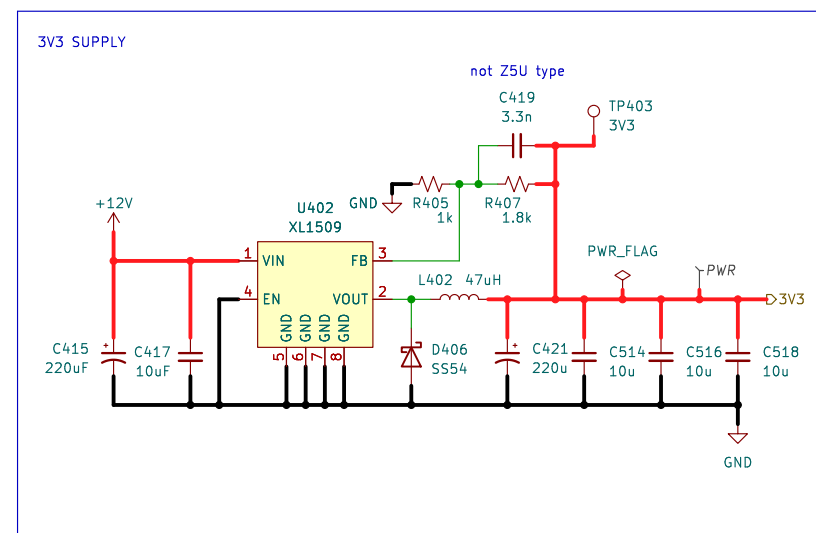 3V3 SUPPLY
not Z5U type
C419
3.3n
TP403
3V3
+12V
GND
R405
1k
R407
1.8k
U402
XL1509
1
VIN
FB
3
4
EN
VOUT
2
GND
GND
GND
GND
5
6
7
8
L402 47uH
PWR_FLAG
PWR
3V3
C415
220uF
C417
10uF
D406
SS54
C421
220u
C514
10u
C516
10u
C518
10u
GND